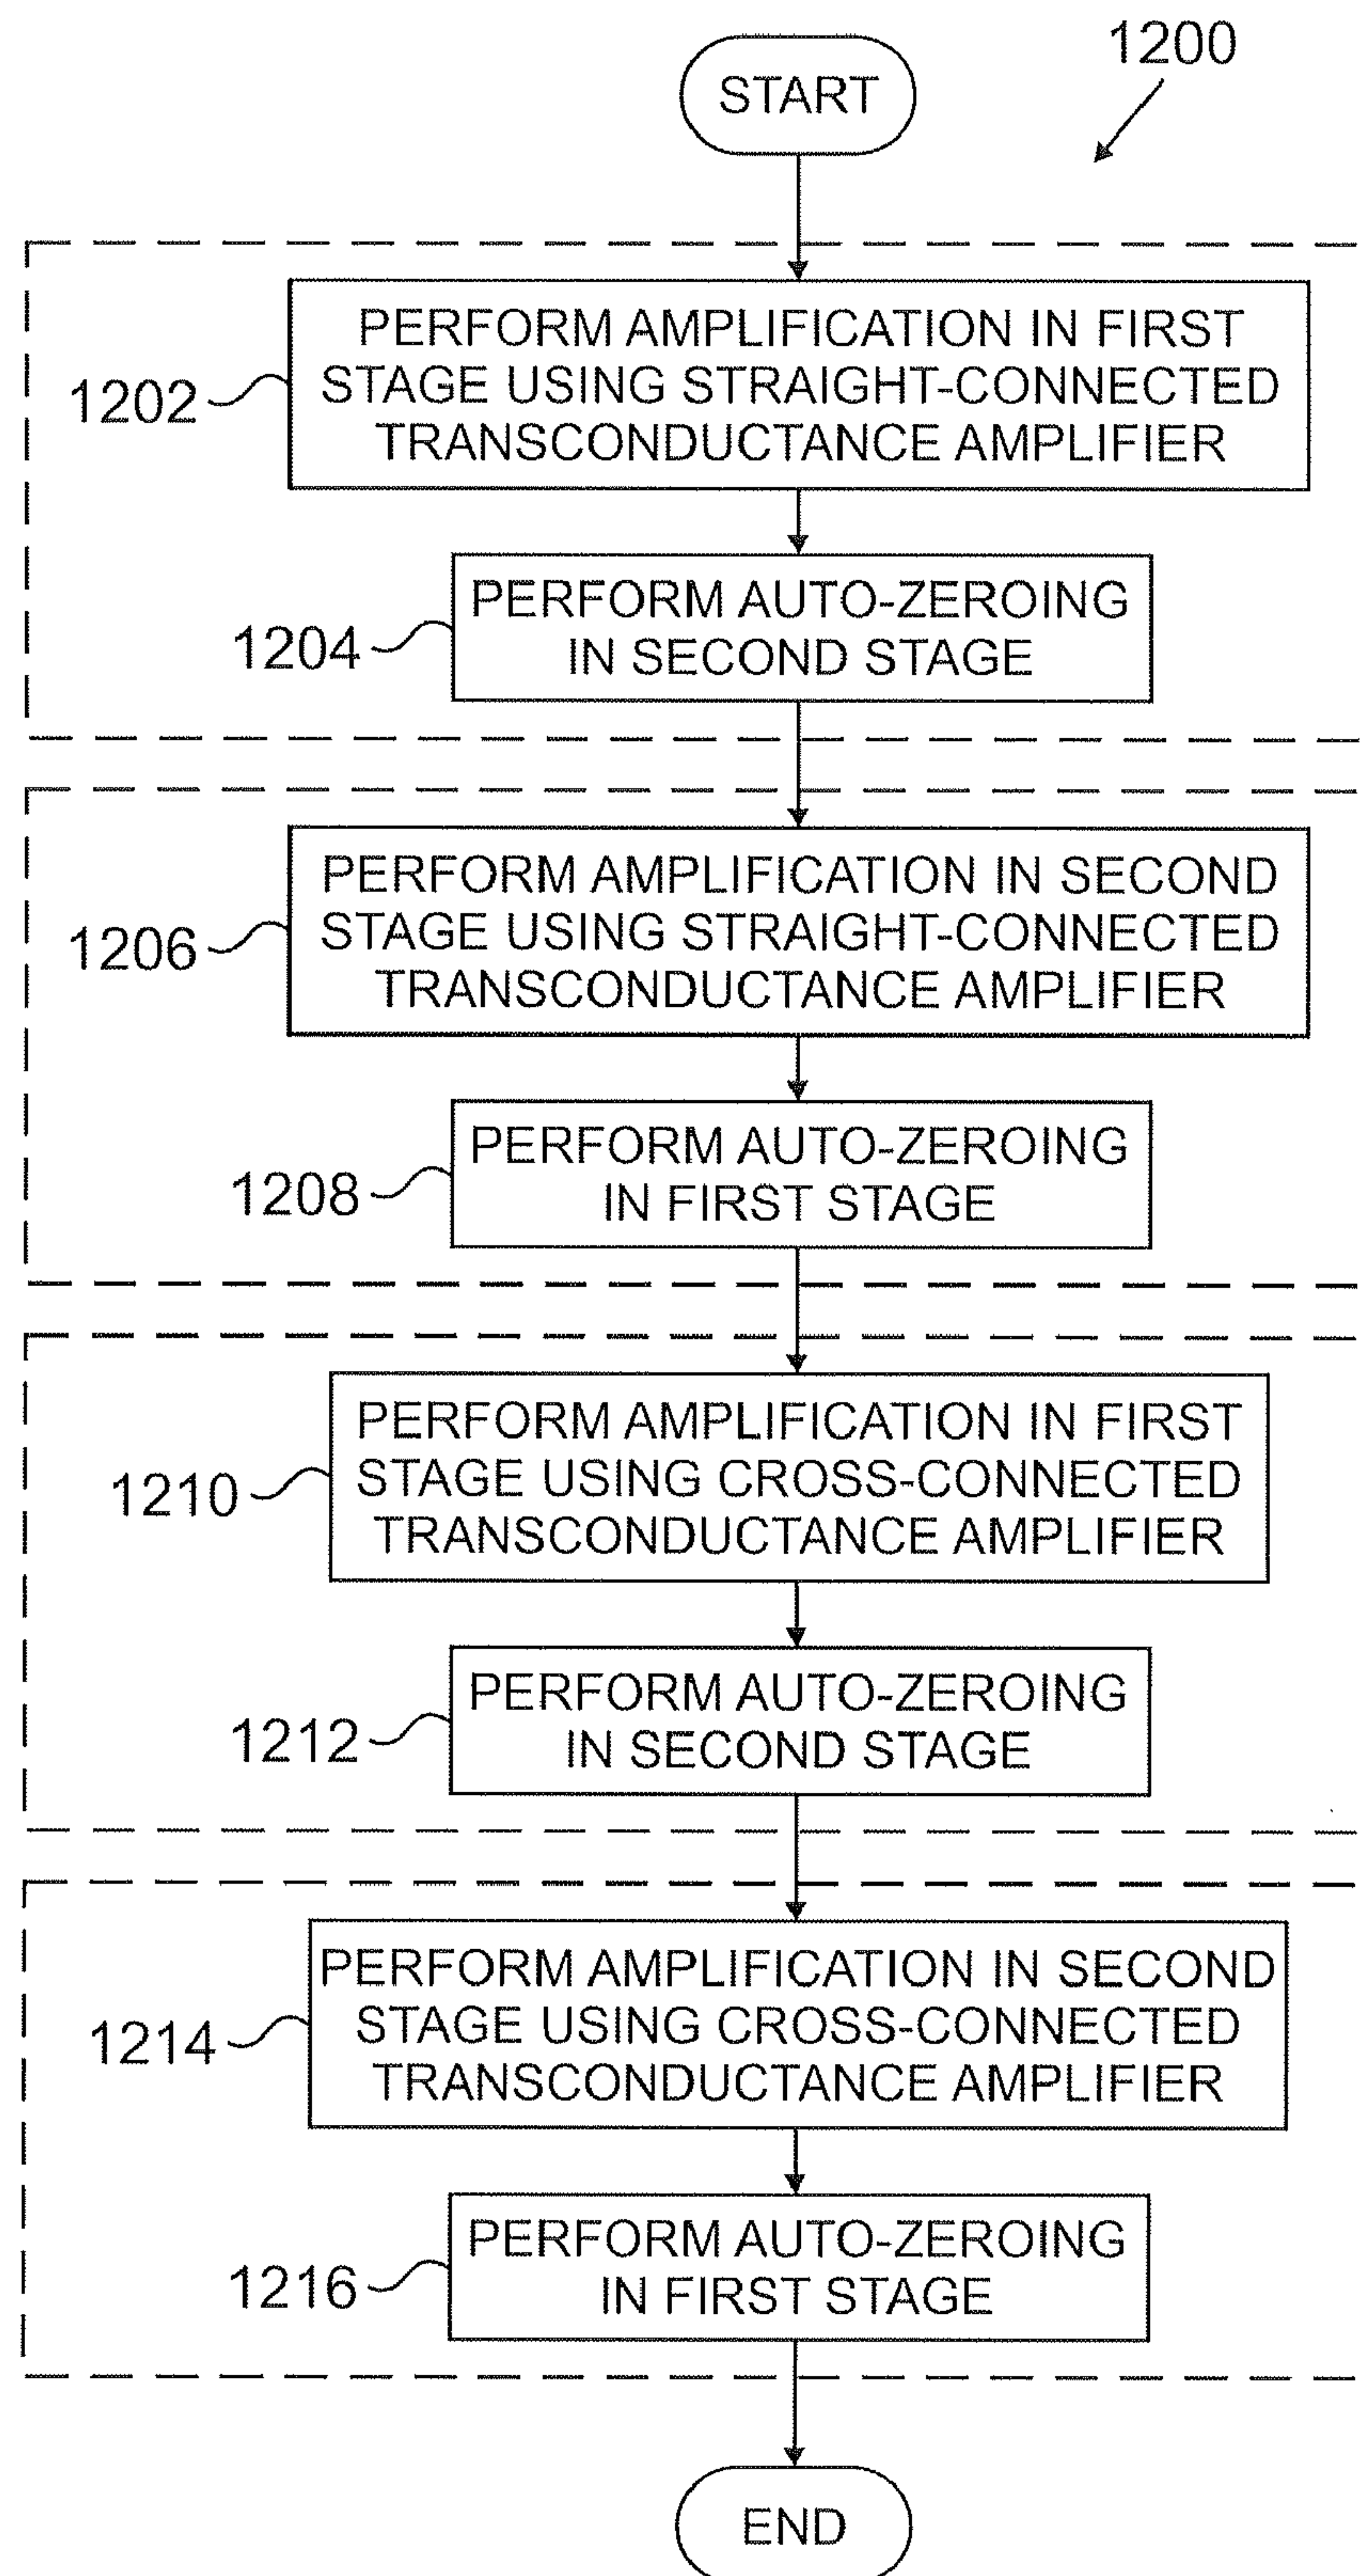 1200
START
PERFORM AMPLIFICATION IN FIRST
STAGE USING STRAIGHT-CONNECTED
TRANSCONDUCTANCE AMPLIFIER
1202
PERFORM AUTO-ZEROING
IN SECOND STAGE
1204
PERFORM AMPLIFICATION IN SECOND
STAGE USING STRAIGHT-CONNECTED
TRANSCONDUCTANCE AMPLIFIER
1206
PERFORM AUTO-ZEROING
IN FIRST STAGE
1208
PERFORM AMPLIFICATION IN FIRST
STAGE USING CROSS-CONNECTED
TRANSCONDUCTANCE AMPLIFIER
1210
PERFORM AUTO-ZEROING
IN SECOND STAGE
1212
PERFORM AMPLIFICATION IN SECOND
STAGE USING CROSS-CONNECTED
TRANSCONDUCTANCE AMPLIFIER
1214
PERFORM AUTO-ZEROING
IN FIRST STAGE
1216
END